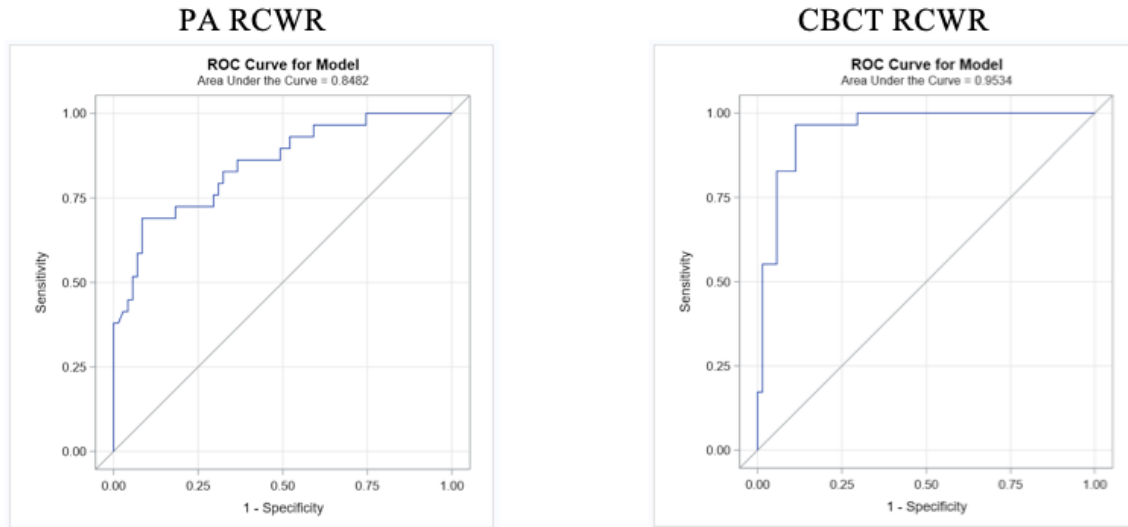 PA RCWR
ROC Curve for Model
Area Under the Curve = 0.8482
1.00
0.75
0.50
0.25
0.00
Sensitivity
0.00 0.25 0.50 0.75 1.00
1 - Specificity
CBCT RCWR
ROC Curve for Model
Area Under the Curve = 0.9534
1.00
0.75
0.50
0.25
0.00
Sensitivity
0.00 0.25 0.50 0.75 1.00
1 - Specificity